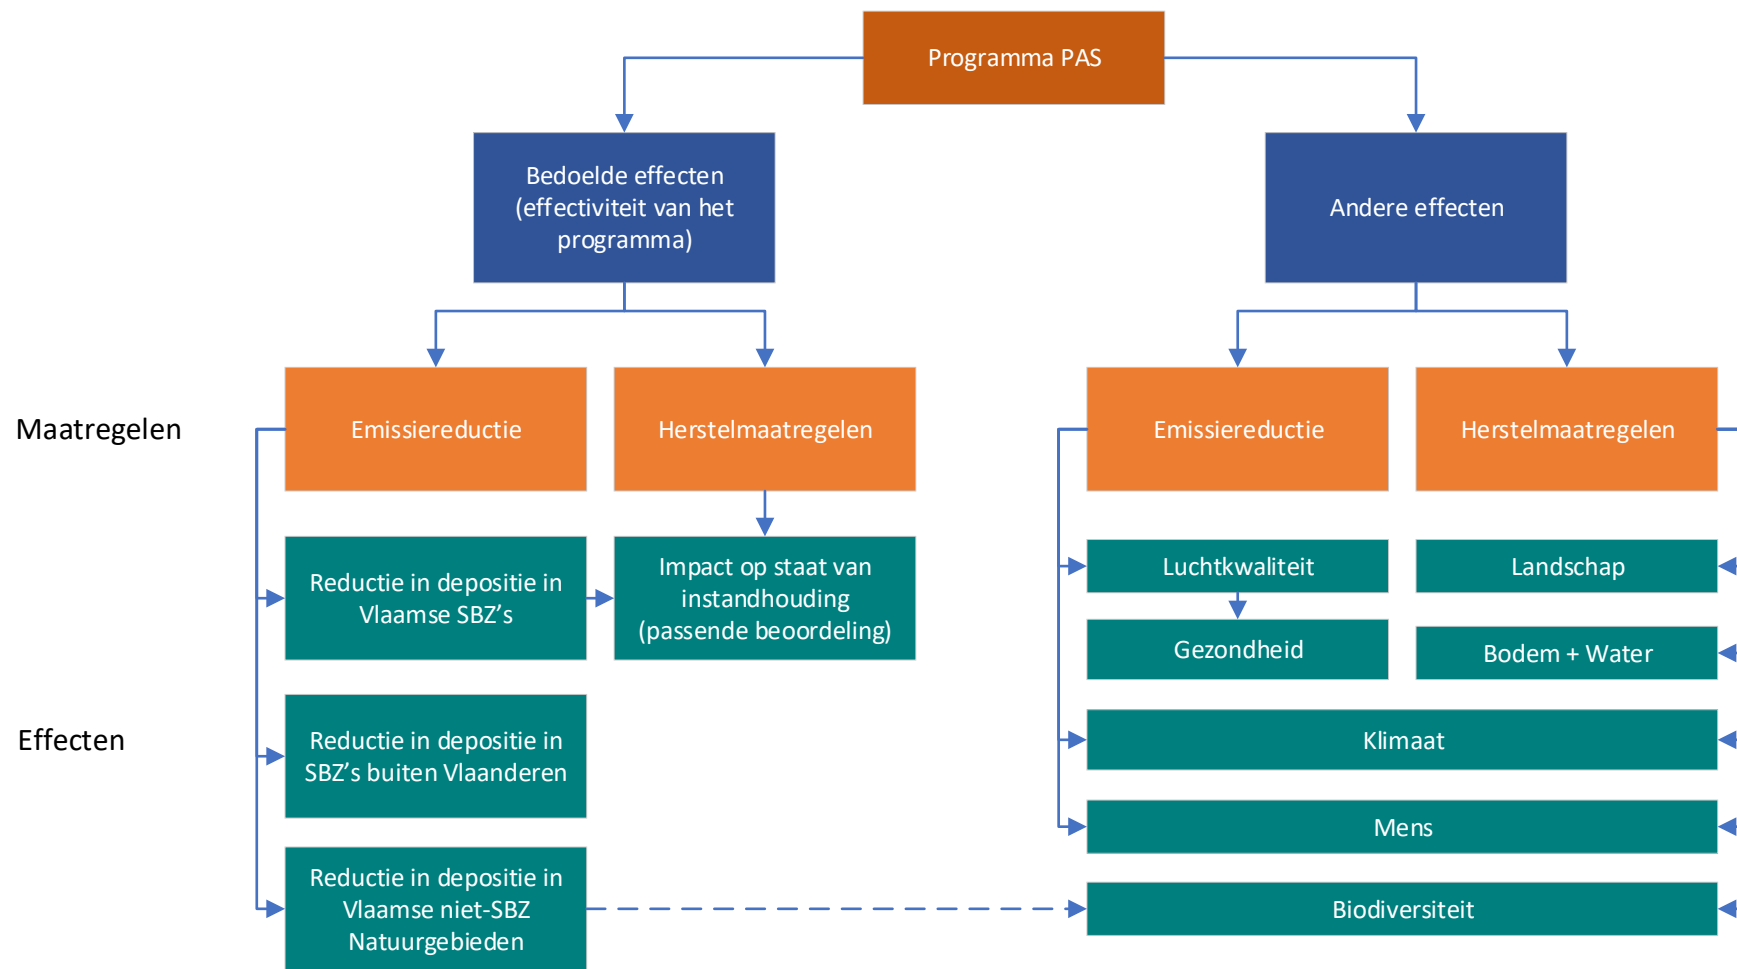 Programma PAS
Bedoelde effecten
(effectiviteit van het
programma)
Andere effecten
Maatregelen
Emissiereductie
Herstelmaatregelen
Emissiereductie
Herstelmaatregelen
Reductie in depositie in
Vlaamse SBZ’s
Impact op staat van
instandhouding
(passende beoordeling)
Luchtkwaliteit
Landschap
Gezondheid
Bodem + Water
Effecten
Reductie in depositie in
SBZ’s buiten Vlaanderen
Klimaat
Mens
Reductie in depositie in
Vlaamse niet-SBZ
Natuurgebieden
Biodiversiteit